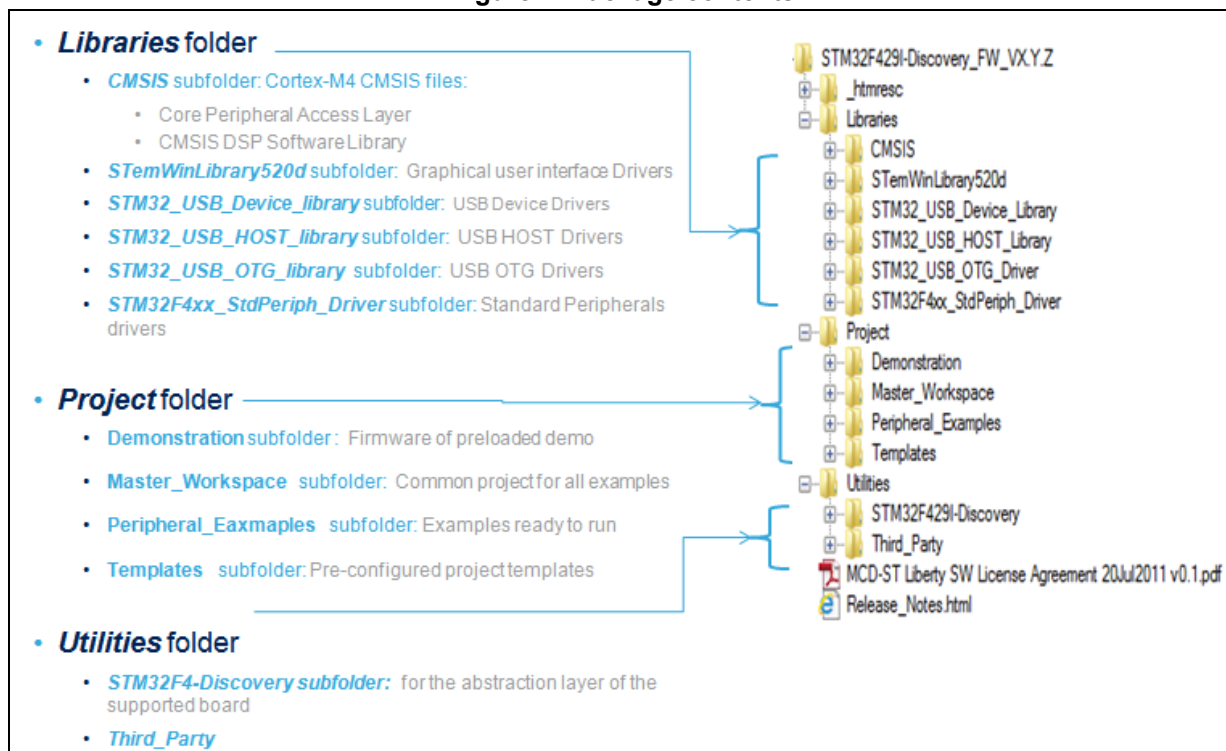 • Libraries folder
• CMSIS subfolder: Cortex-M4 CMSIS files:
• Core Peripheral Access Layer
• CMSIS DSP Software Library
• STemWinLibrary520d subfolder: Graphical user interface Drivers
• STM32_USB_Device_library subfolder: USB Device Drivers
• STM32_USB_HOST_library subfolder: USB HOST Drivers
• STM32_USB_OTG_library subfolder: USB OTG Drivers
• STM32F4xx_StdPeriph_Driver subfolder: Standard Peripherals
drivers
• Project folder
• Demonstration subfolder: Firmware of preloaded demo
• Master_Workspace subfolder: Common project for all examples
• Peripheral_Eaxmaples subfolder: Examples ready to run
• Templates subfolder: Pre-configured project templates
• Utilities folder
• STM32F4-Discovery subfolder: for the abstraction layer of the
supported board
• Third_Party
STM32F429I-Discovery_FW_VX.Y.Z
_htmresc
Libraries
CMSIS
STemWinLibrary520d
STM32_USB_Device_Library
STM32_USB_HOST_Library
STM32_USB_OTG_Driver
STM32F4xx_StdPeriph_Driver
Project
Demonstration
Master_Workspace
Peripheral_Examples
Templates
Utilities
STM32F429I-Discovery
Third_Party
MCD-ST Liberty SW License Agreement 20Jul2011 v0.1.pdf
Release_Notes.html